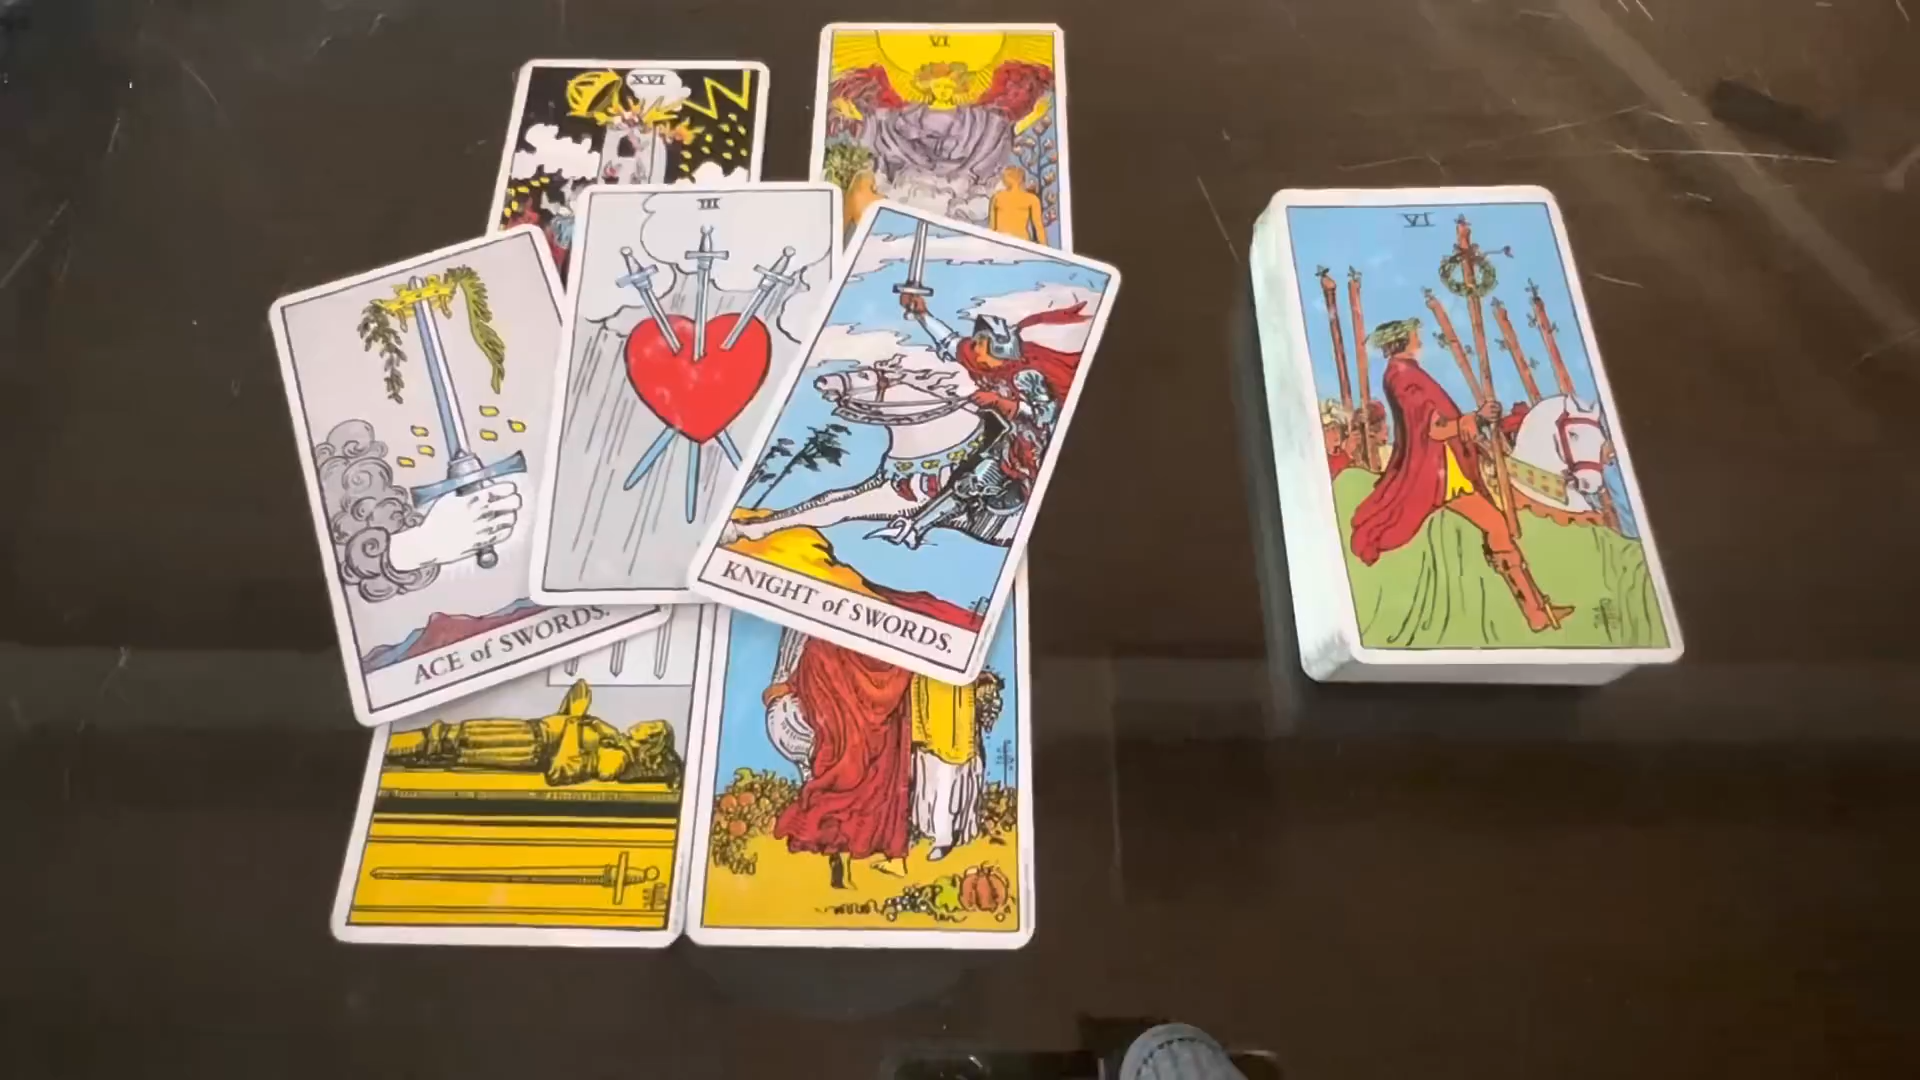 XVI
VI
III
VI
ACE of SWORDS.
KNIGHT of SWORDS.